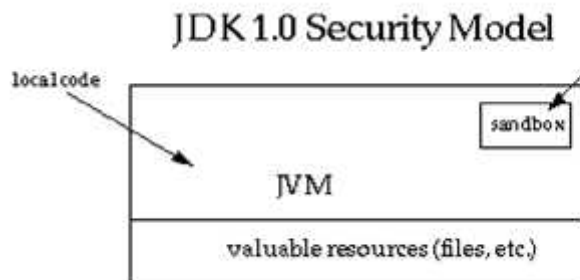 JDK 1.0 Security Model
localcode
sandbox
JVM
valuable resources (files, etc.)